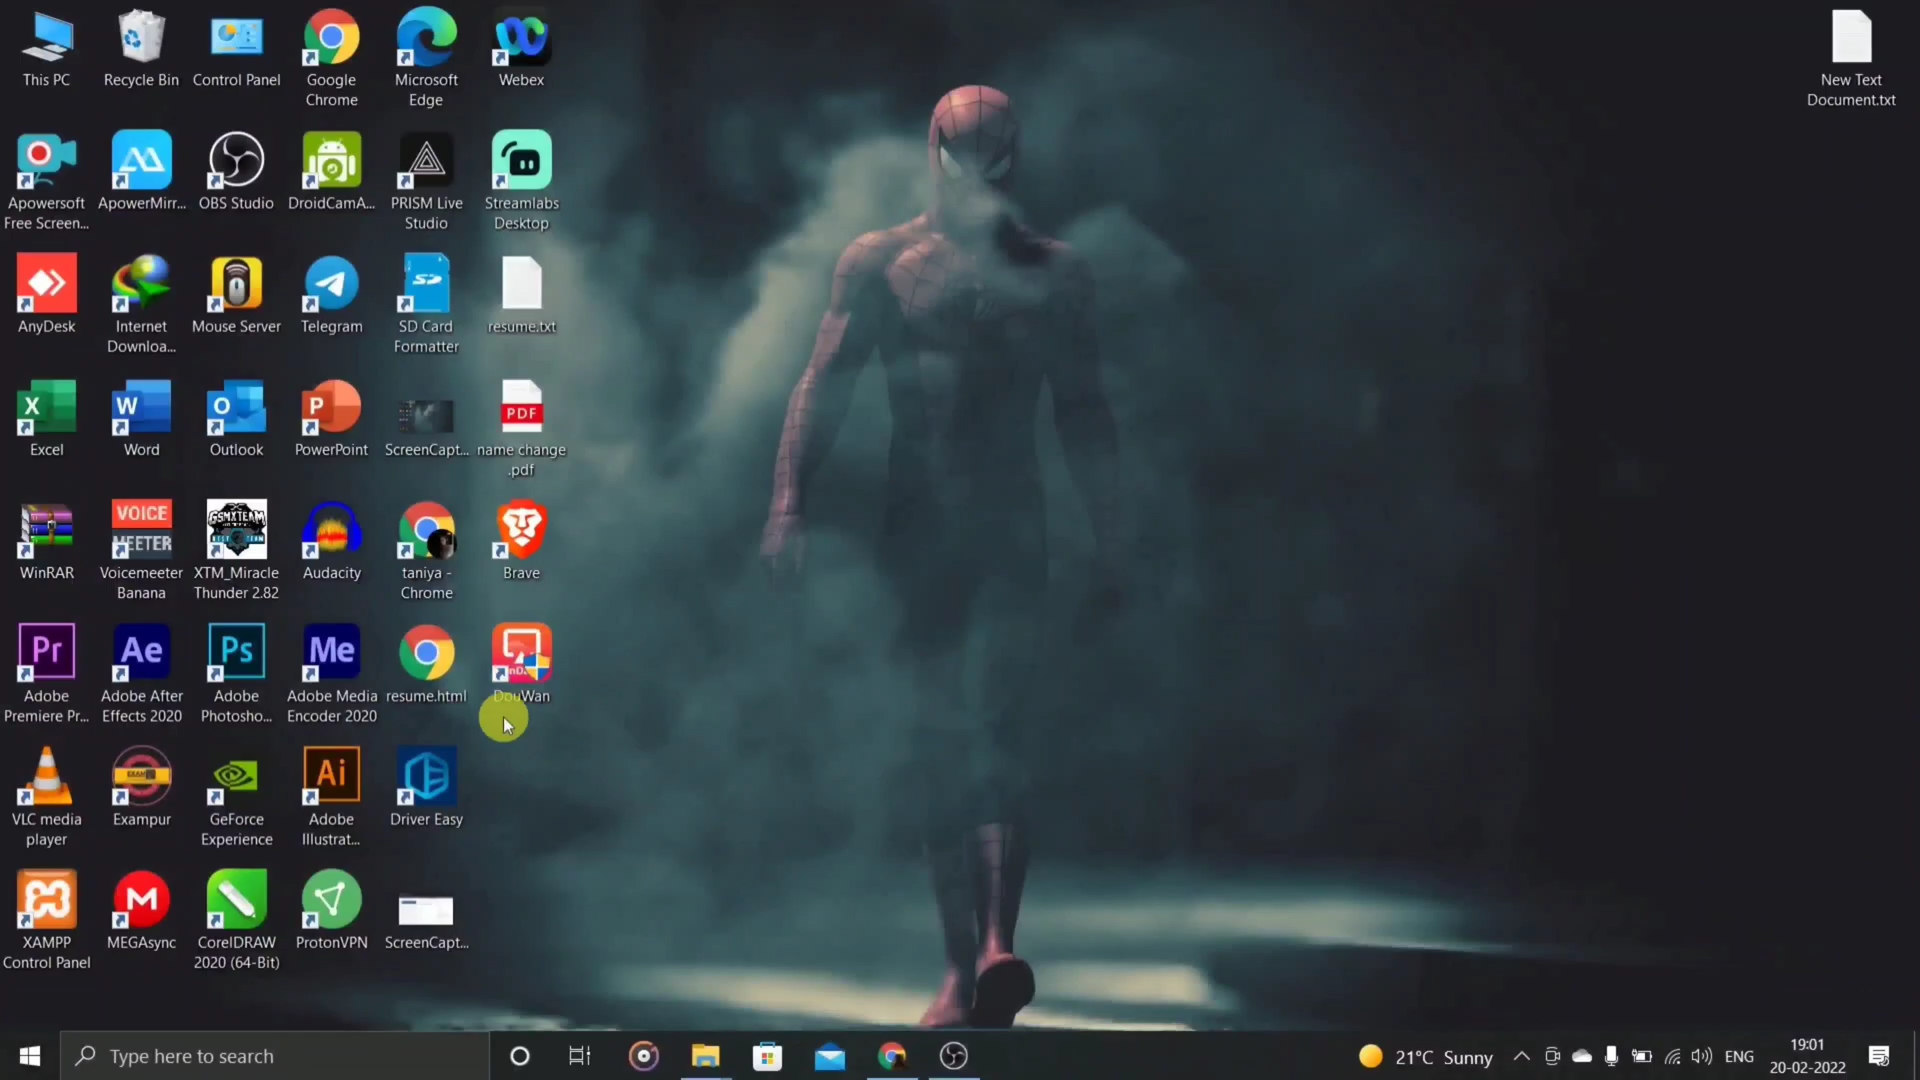 This PC
Recycle Bin
Control Panel
Google
Chrome
Microsoft
Edge
Webex
New Text
Document.txt
Apowersoft
Free Screen...
ApowerMirr...
OBS Studio
DroidCamA...
PRISM Live
Studio
Streamlabs
Desktop
AnyDesk
Internet
Downloa...
Mouse Server
Telegram
SD Card
Formatter
resume.txt
Excel
Word
Outlook
PowerPoint
ScreenCapt...
PDF
name change
.pdf
WinRAR
VOICE
MEETER
Voicemeeter
Banana
GSMXTEAM
XTM_Miracle
Thunder 2.82
Audacity
taniya -
Chrome
Brave
Pr
Adobe
Premiere Pr...
Ae
Adobe After
Effects 2020
Ps
Adobe
Photosho...
Me
Adobe Media
Encoder 2020
resume.html
DouWan
VLC media
player
Exampur
GeForce
Experience
Ai
Adobe
Illustrat...
Driver Easy
XAMPP
Control Panel
MEGAsync
CorelDRAW
2020 (64-Bit)
ProtonVPN
ScreenCapt...
Type here to search
21°C Sunny
ENG
19:01
20-02-2022